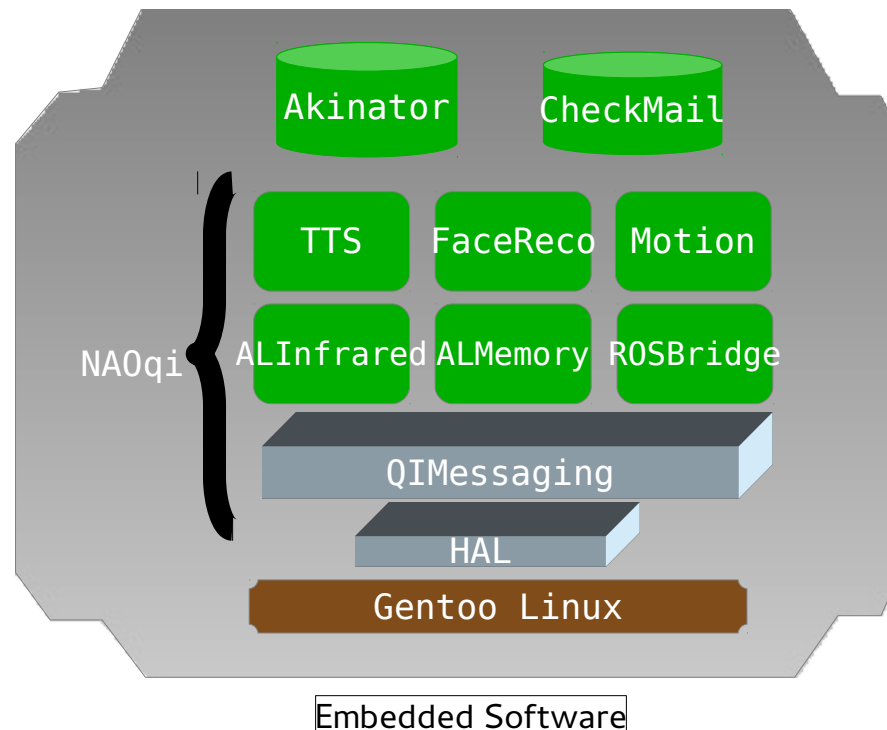 Akinator
CheckMail
TTS
FaceReco
Motion
NAOqi
ALInfrared
ALMemory
ROSBridge
QIMessaging
HAL
Gentoo Linux
Embedded Software